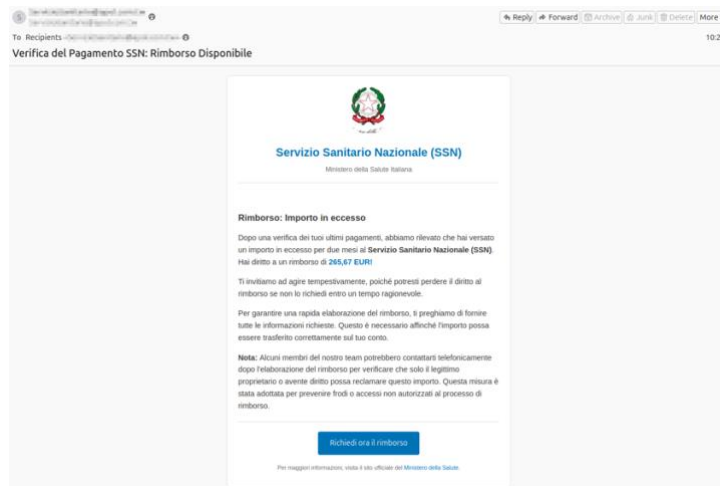 S
Reply Forward Archive Junk Delete More
To Recipients
10:2
Verifica del Pagamento SSN: Rimborso Disponibile
Servizio Sanitario Nazionale (SSN)
Ministero della Salute Italiana
Rimborso: Importo in eccesso
Dopo una verifica dei tuoi ultimi pagamenti, abbiamo rilevato che hai versato
un importo in eccesso per due mesi al Servizio Sanitario Nazionale (SSN).
Hai diritto a un rimborso di 265,67 EUR!
Ti invitiamo ad agire tempestivamente, poiché potresti perdere il diritto al
rimborso se non lo richiedi entro un tempo ragionevole.
Per garantire una rapida elaborazione del rimborso, ti preghiamo di fornire
tutte le informazioni richieste. Questo è necessario affinché l'importo possa
essere trasferito correttamente sul tuo conto.
Nota: Alcuni membri del nostro team potrebbero contattarti telefonicamente
dopo l'elaborazione del rimborso per verificare che solo il legittimo
proprietario o avente diritto possa reclamare questo importo. Questa misura è
stata adottata per prevenire frodi o accessi non autorizzati al processo di
rimborso.
Richiedi ora il rimborso
Per maggiori informazioni, visita il sito ufficiale del Ministero della Salute.